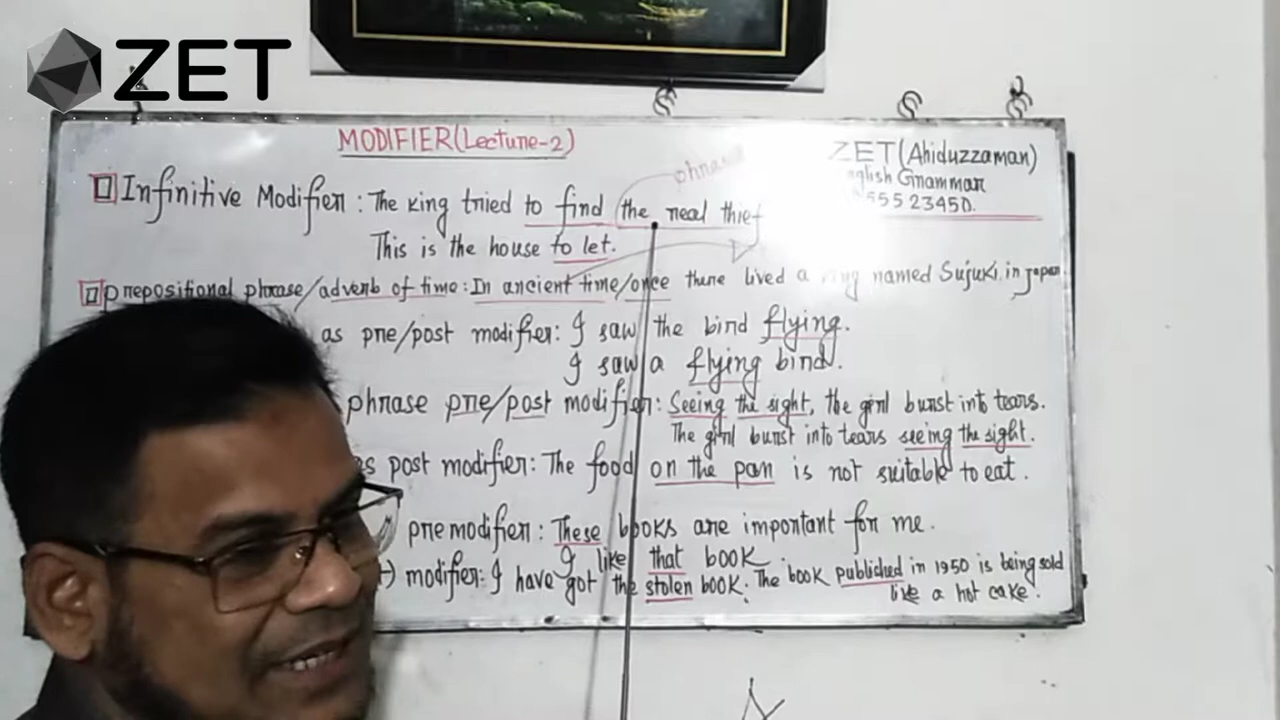 ZET
MODIFIER(Lecture-2)
ZET(Ahiduzzaman)
English Grammar
555 23450.
phrase
Infinitive Modifier: The king tried to find the real thief
This is the house to let.
prepositional phrase/adverb of time: In ancient time/once there lived a king named Sujuki in japan
as pre/post modifier: I saw the bird flying.
I saw a flying bird.
phrase pre/post modifier: Seeing the sight, the girl burst into tears.
The girl burst into tears seeing the sight.
as post modifier: The food on the pan is not suitable to eat.
premodifier: These books are important for me.
I like that book
modifier: I have got the stolen book. The book published in 1950 is being sold
like a hot cake.